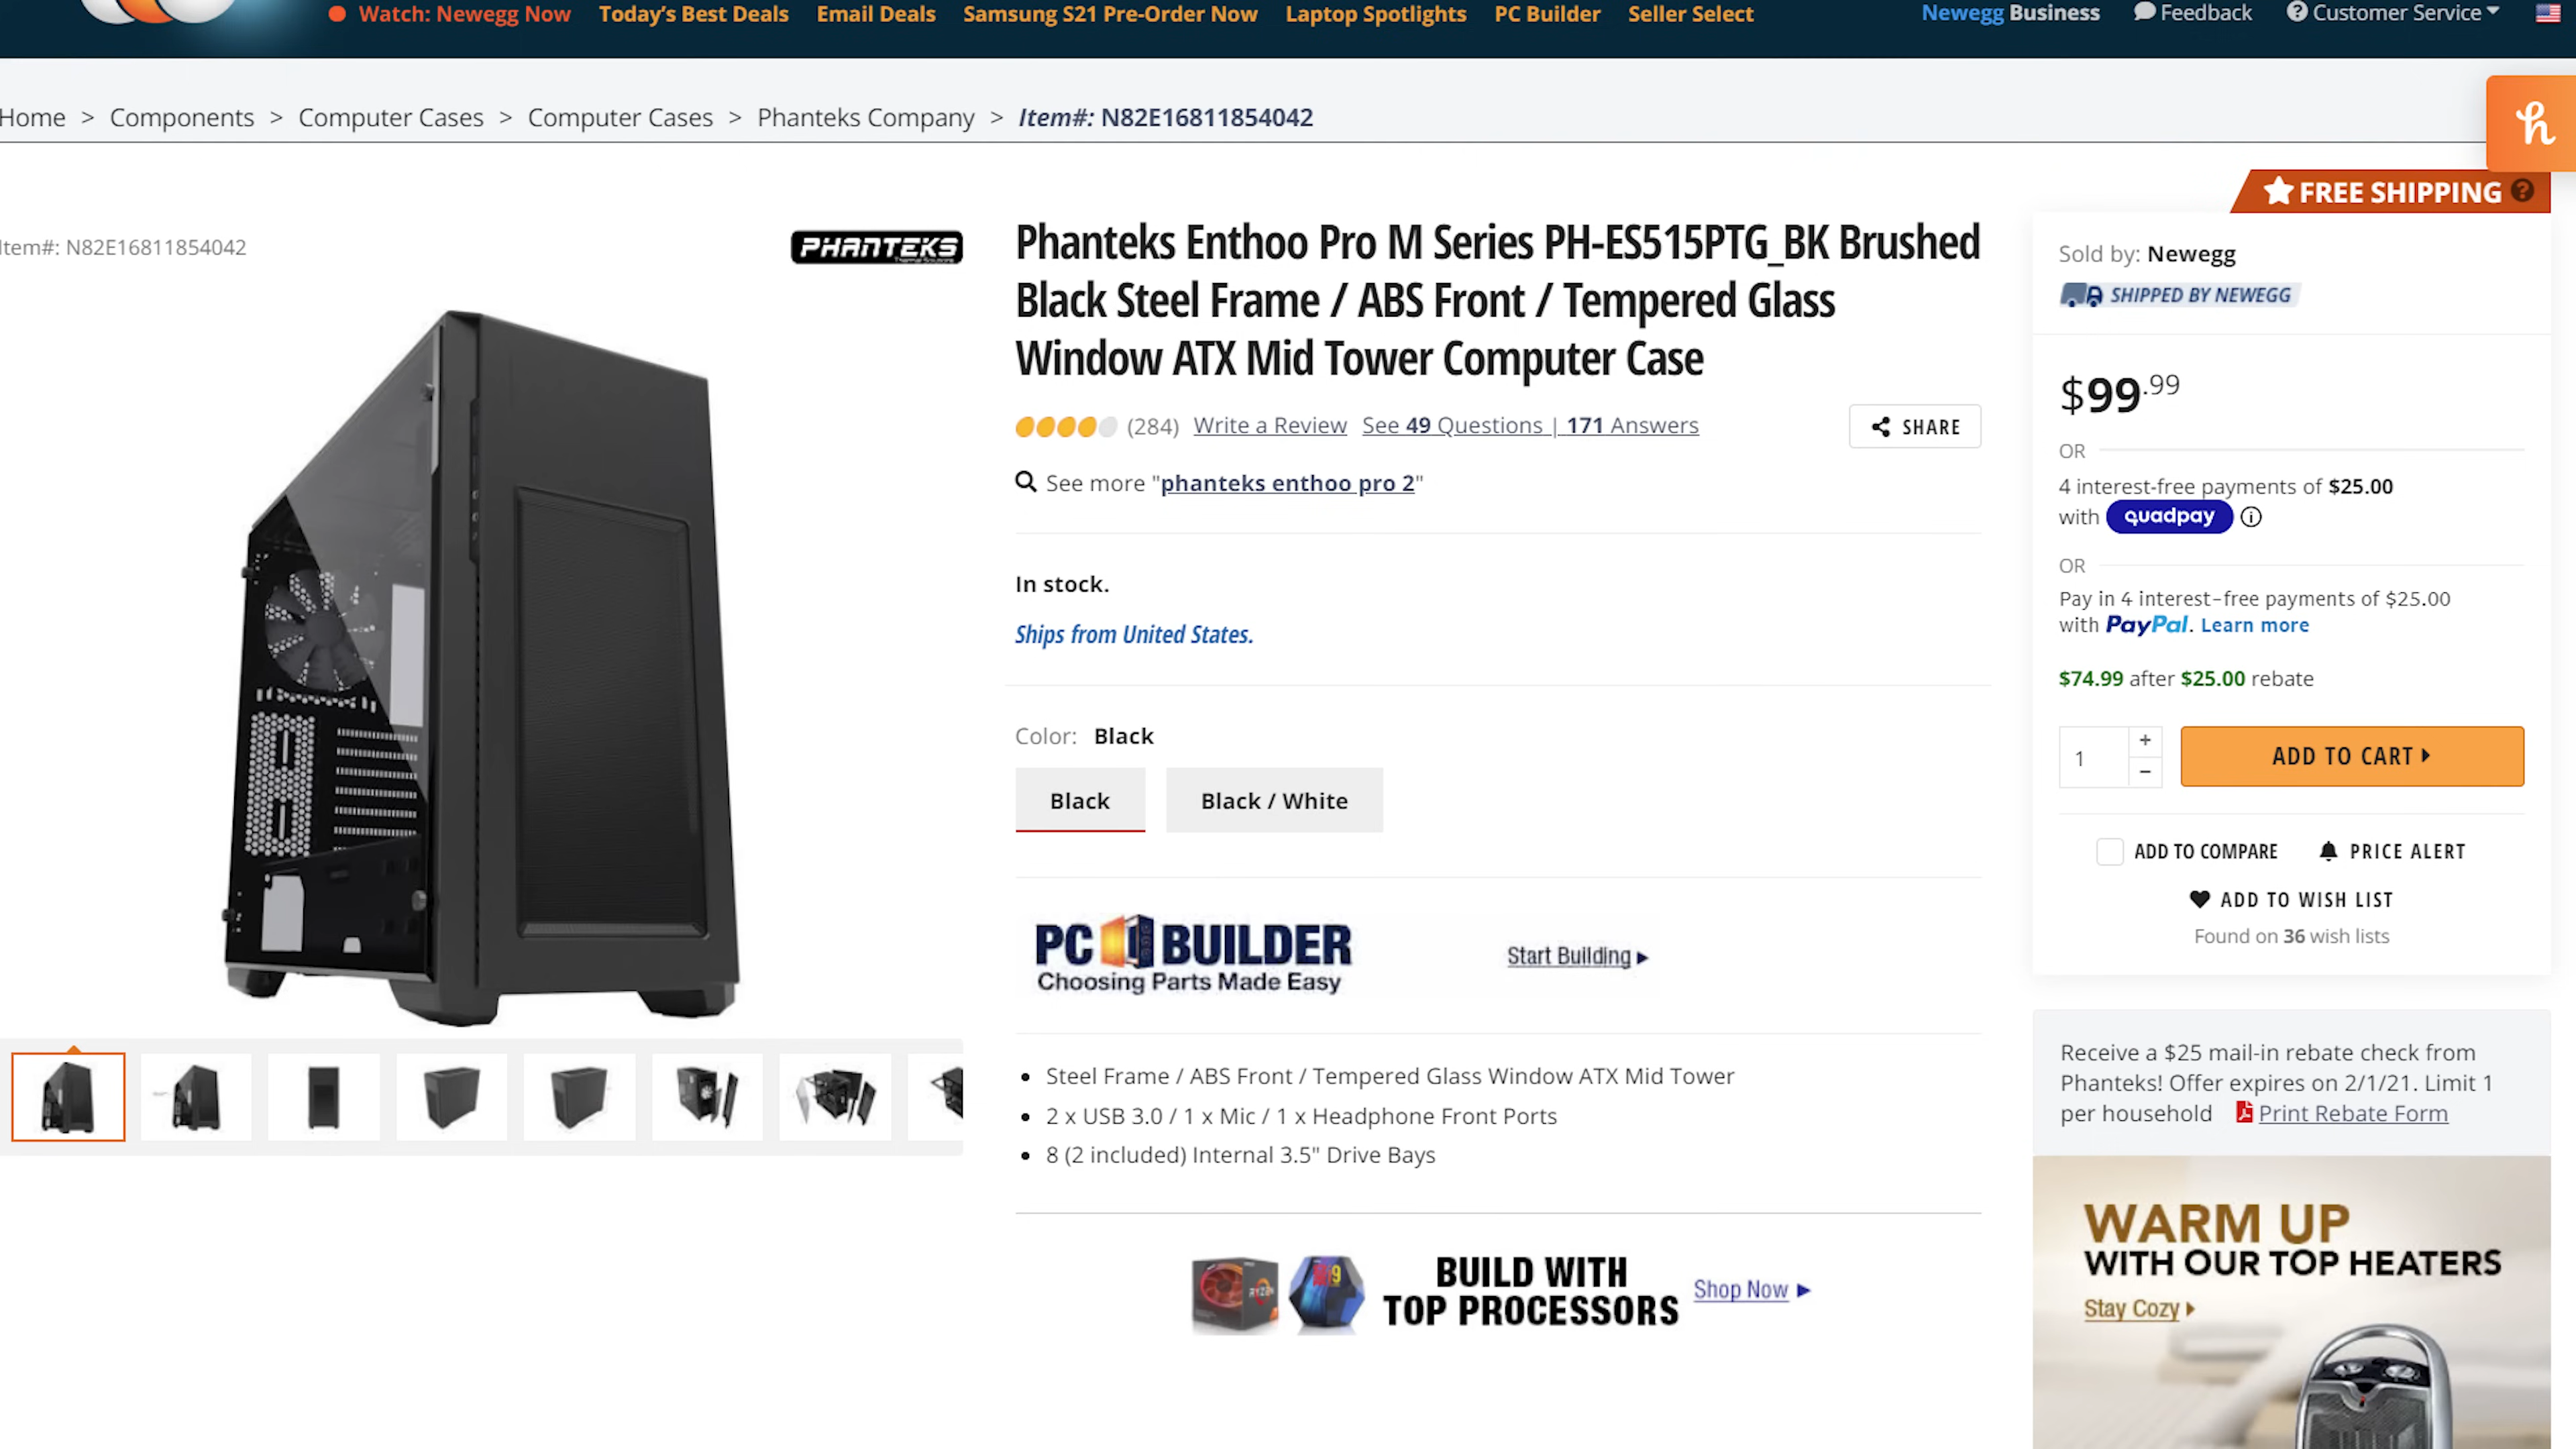 Watch: Newegg Now Today's Best Deals Email Deals Samsung S21 Pre-Order Now Laptop Spotlights PC Builder Seller Select Newegg Business Feedback Customer Service
Home > Components > Computer Cases > Computer Cases > Phanteks Company > Item#: N82E16811854042
h
FREE SHIPPING ?
Item#: N82E16811854042
PHANTEKS
Thermal Solutions
Phanteks Enthoo Pro M Series PH-ES515PTG_BK Brushed
Black Steel Frame / ABS Front / Tempered Glass
Window ATX Mid Tower Computer Case
(284) Write a Review See 49 Questions | 171 Answers
SHARE
See more "phanteks enthoo pro 2"
In stock.
Ships from United States.
Color: Black
Black Black / White
PC BUILDER
Choosing Parts Made Easy
Start Building
Steel Frame / ABS Front / Tempered Glass Window ATX Mid Tower
2 x USB 3.0 / 1 x Mic / 1 x Headphone Front Ports
8 (2 included) Internal 3.5" Drive Bays
RYZEN
i9
BUILD WITH
TOP PROCESSORS
Shop Now
Sold by: Newegg
SHIPPED BY NEWEGG
$99.99
OR
4 interest-free payments of $25.00
with quadpay
OR
Pay in 4 interest-free payments of $25.00
with PayPal. Learn more
$74.99 after $25.00 rebate
1 + −
ADD TO CART
ADD TO COMPARE PRICE ALERT
ADD TO WISH LIST
Found on 36 wish lists
Receive a $25 mail-in rebate check from
Phanteks! Offer expires on 2/1/21. Limit 1
per household Print Rebate Form
WARM UP
WITH OUR TOP HEATERS
Stay Cozy